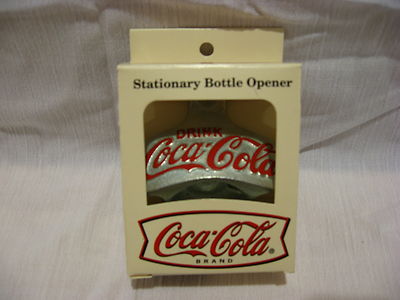 Stationary Bottle Opener
DRINK
Coca-Cola
Coca-Cola®
BRAND